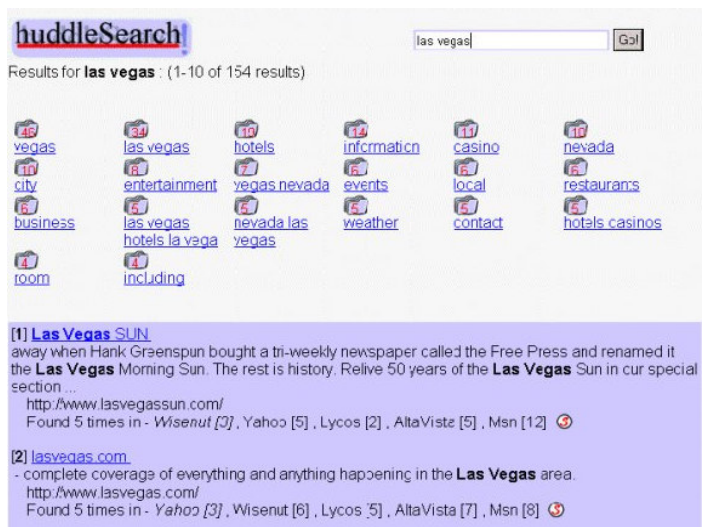 huddleSearch!
las vegas Go!
Results for las vegas : (1-10 of 154 results)
46 34 19 14 11 10
vegas las vegas hotels information casino nevada
10 8 7 6 6 6
city entertainment vegas nevada events local restaurants
6 5 5 5 5 5
business las vegas nevada las weather contact hotels casinos
hotels la vega vegas
4 4
room including
[1] Las Vegas SUN
away when Hank Greenspun bought a tri-weekly newspaper called the Free Press and renamed it
the Las Vegas Morning Sun. The rest is history. Relive 50 years of the Las Vegas Sun in our special
section ...
http://www.lasvegassun.com/
Found 5 times in - Wisenut [3] , Yahoo [5] , Lycos [2] , AltaVista [5] , Msn [12]
[2] lasvegas.com
- complete coverage of everything and anything happening in the Las Vegas area.
http://www.lasvegas.com/
Found 5 times in - Yahoo [3] , Wisenut [6] , Lycos [5] , AltaVista [7] , Msn [8]